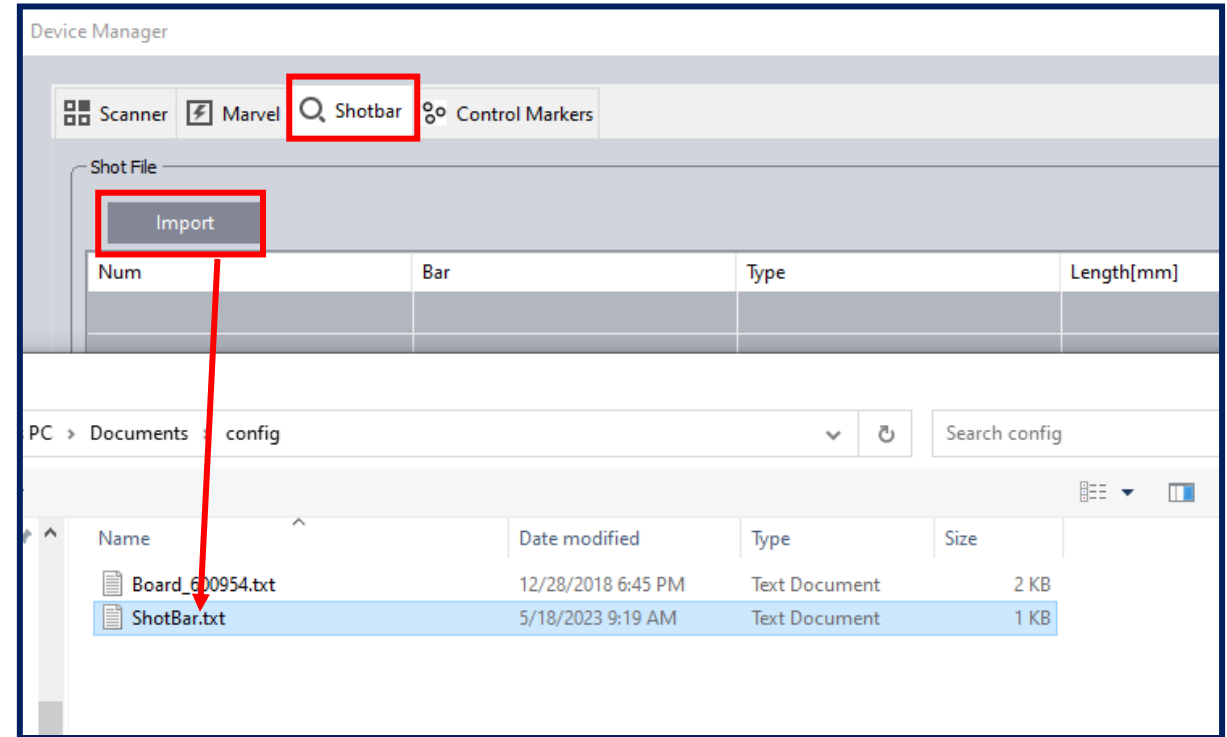 Device Manager
Scanner Marvel Shotbar Control Markers
Shot File
Import
Num Bar Type Length[mm]
PC > Documents > config Search config
Name Date modified Type Size
Board_600954.txt 12/28/2018 6:45 PM Text Document 2 KB
ShotBar.txt 5/18/2023 9:19 AM Text Document 1 KB